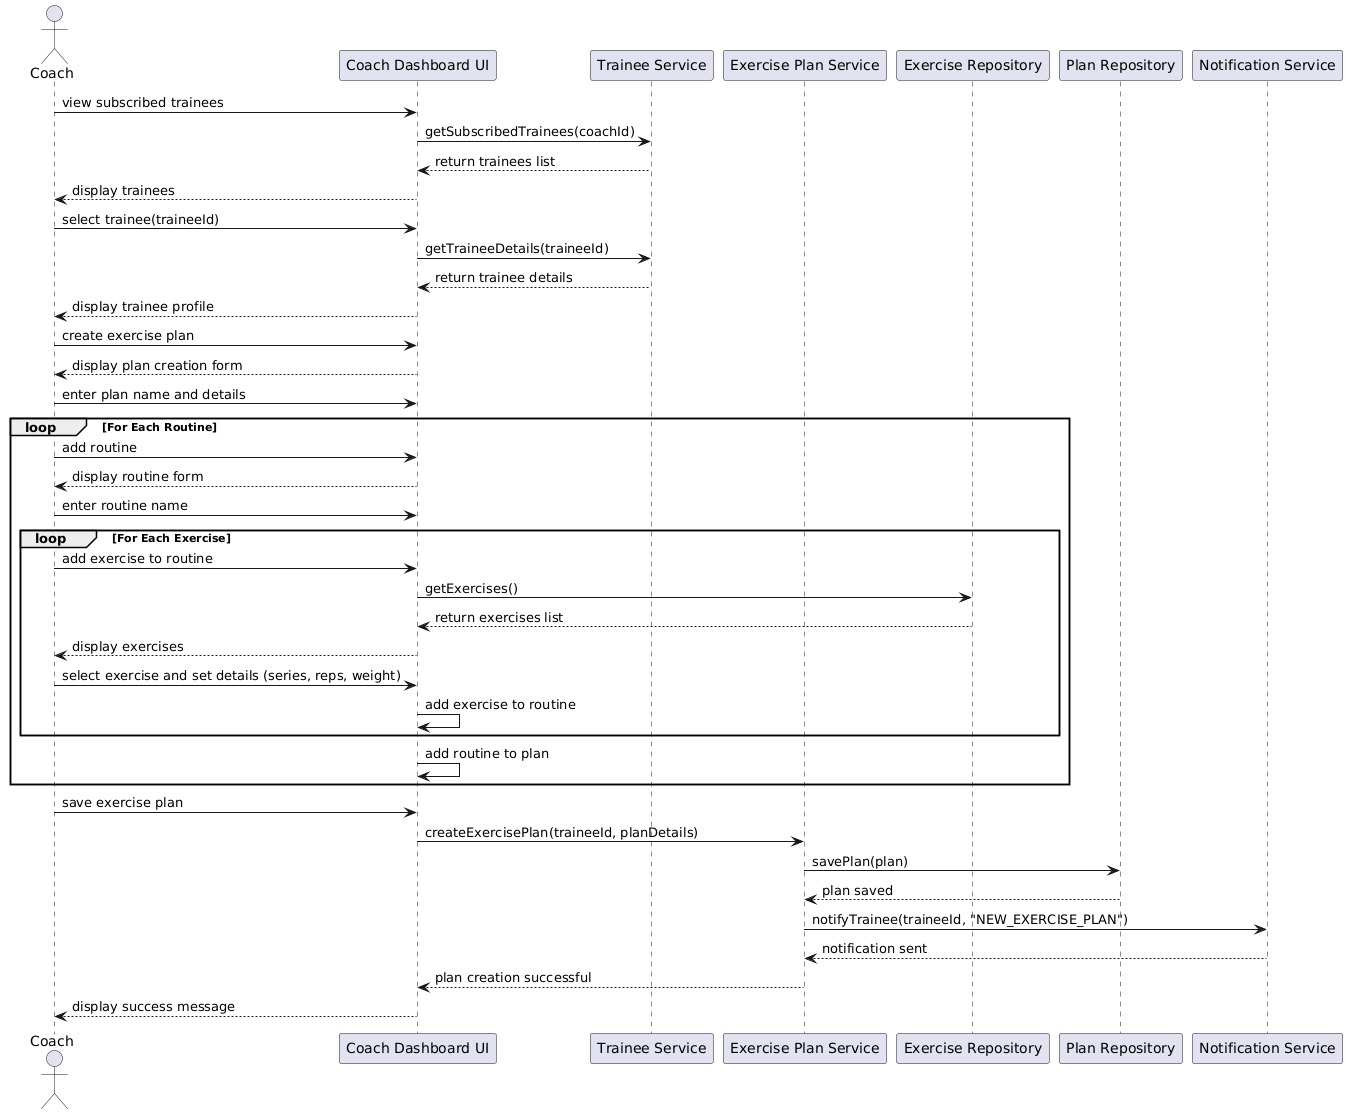 Coach
Coach Dashboard UI
Trainee Service
Exercise Plan Service
Exercise Repository
Plan Repository
Notification Service
view subscribed trainees
getSubscribedTrainees(coachId)
return trainees list
display trainees
select trainee(traineeId)
getTraineeDetails(traineeId)
return trainee details
display trainee profile
create exercise plan
display plan creation form
enter plan name and details
loop [For Each Routine]
add routine
display routine form
enter routine name
loop [For Each Exercise]
add exercise to routine
getExercises()
return exercises list
display exercises
select exercise and set details (series, reps, weight)
add exercise to routine
add routine to plan
save exercise plan
createExercisePlan(traineeId, planDetails)
savePlan(plan)
plan saved
notifyTrainee(traineeId, "NEW_EXERCISE_PLAN")
notification sent
plan creation successful
display success message
Coach
Coach Dashboard UI
Trainee Service
Exercise Plan Service
Exercise Repository
Plan Repository
Notification Service